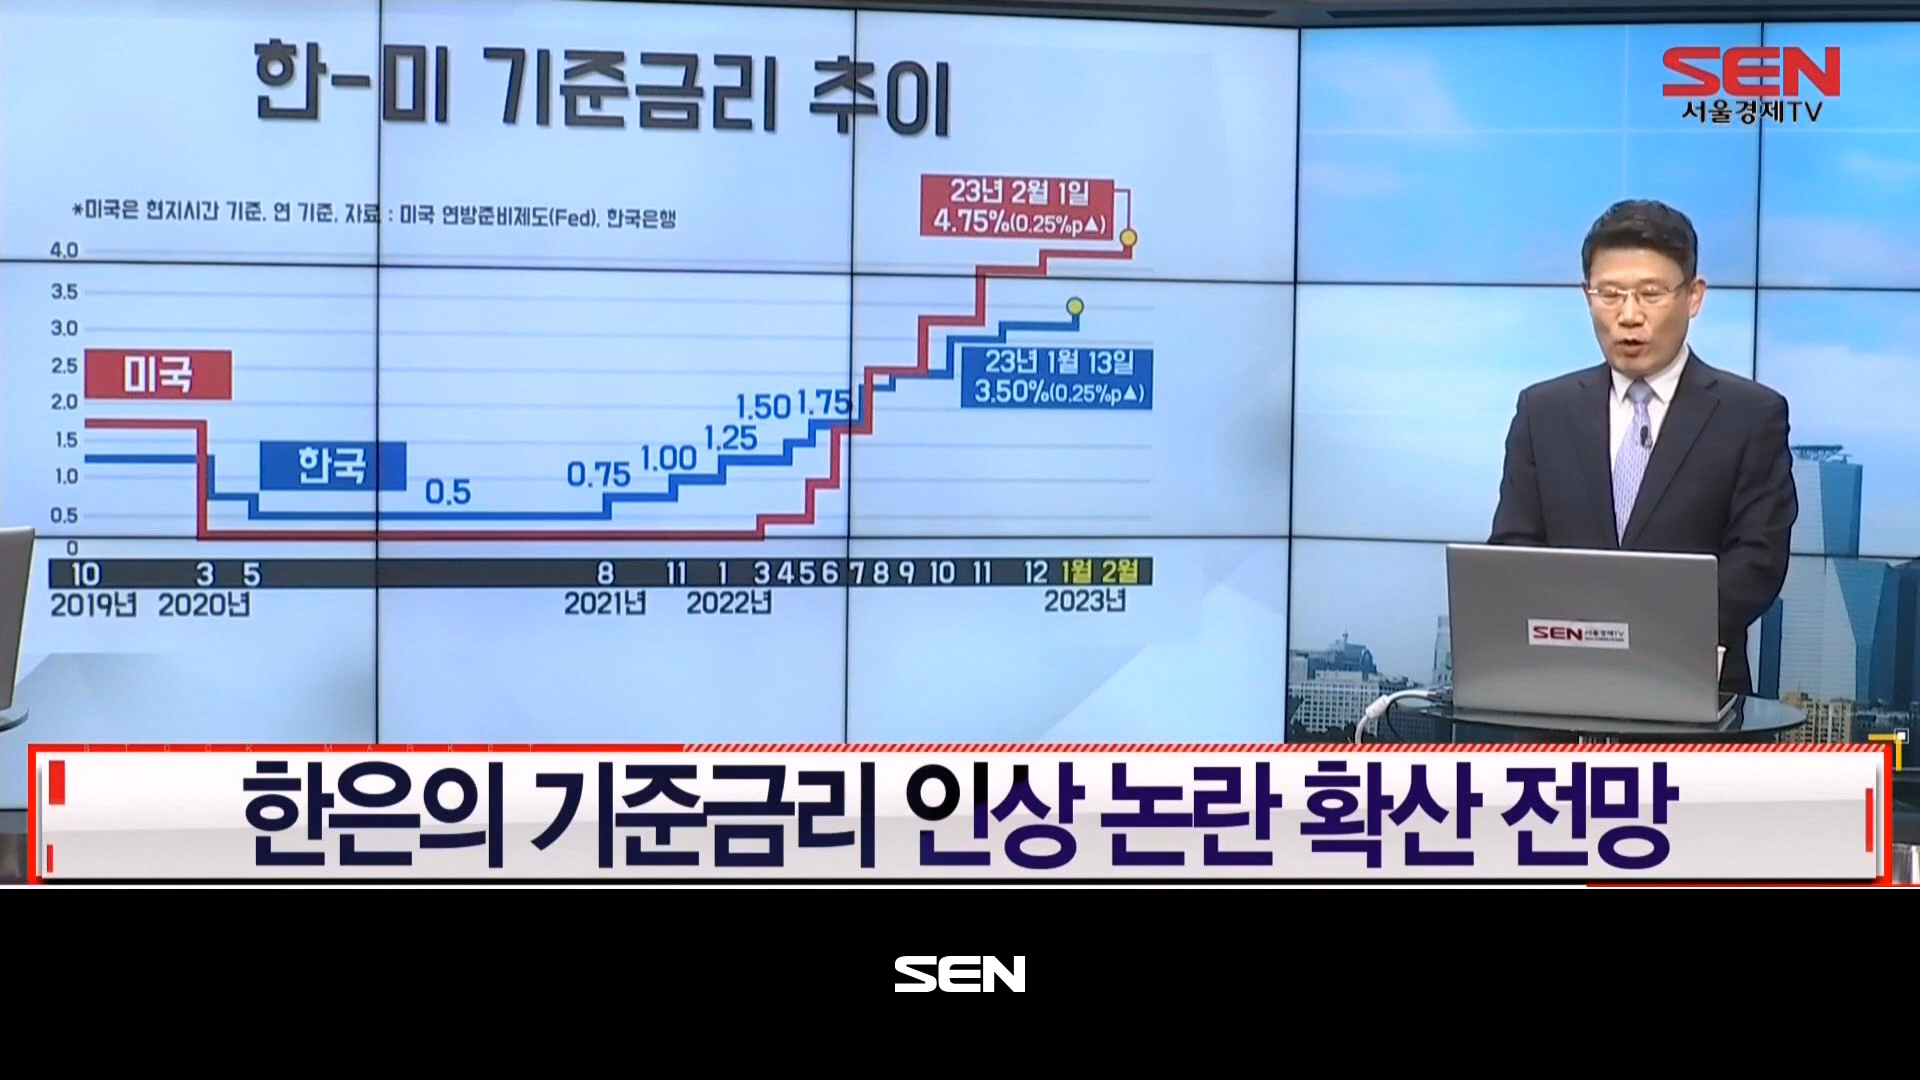 한-미 기준금리 추이
SEN
서울경제TV
*미국은 현지시간 기준. 연 기준. 자료 : 미국 연방준비제도(Fed), 한국은행
23년 2월 1일
4.75%(0.25%p▲)
4.0
3.5
3.0
2.5
2.0
1.5
1.0
0.5
0
미국
한국
0.5
0.75
1.00
1.25
1.50
1.75
23년 1월 13일
3.50%(0.25%p▲)
10 3 5 8 11 1 3 4 5 6 7 8 9 10 11 12 1월 2월
2019년 2020년 2021년 2022년 2023년
SEN 서울경제TV
STOCK MARKET
한은의 기준금리 인상 논란 확산 전망
SEN